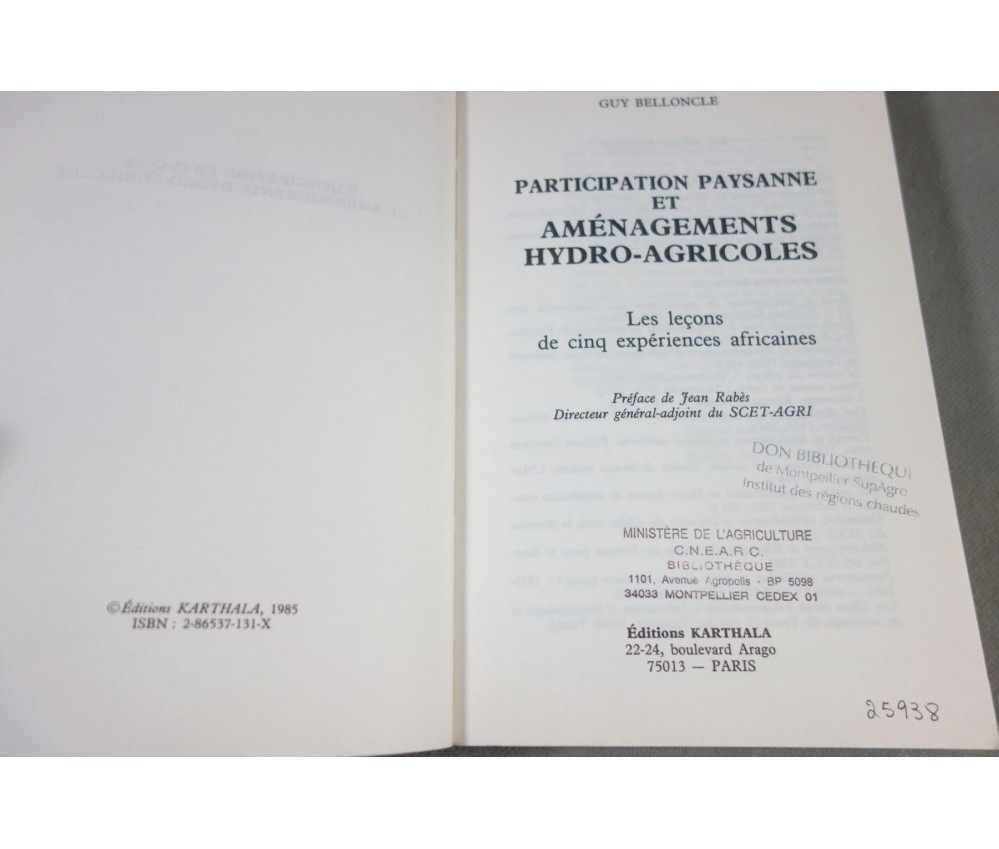 ©Éditions KARTHALA, 1985
ISBN : 2-86537-131-X
GUY BELLONCLE
PARTICIPATION PAYSANNE
ET
AMÉNAGEMENTS
HYDRO-AGRICOLES
Les leçons
de cinq expériences africaines
Préface de Jean Rabès
Directeur général-adjoint du SCET-AGRI
DON BIBLIOTHEQUE
de Montpellier SupAgro
Institut des régions chaudes
MINISTÈRE DE L'AGRICULTURE
C.N.E.A.R.C.
BIBLIOTHÈQUE
1101, Avenue Agropolis - BP 5098
34033 MONTPELLIER CEDEX 01
Éditions KARTHALA
22-24, boulevard Arago
75013 — PARIS
25938